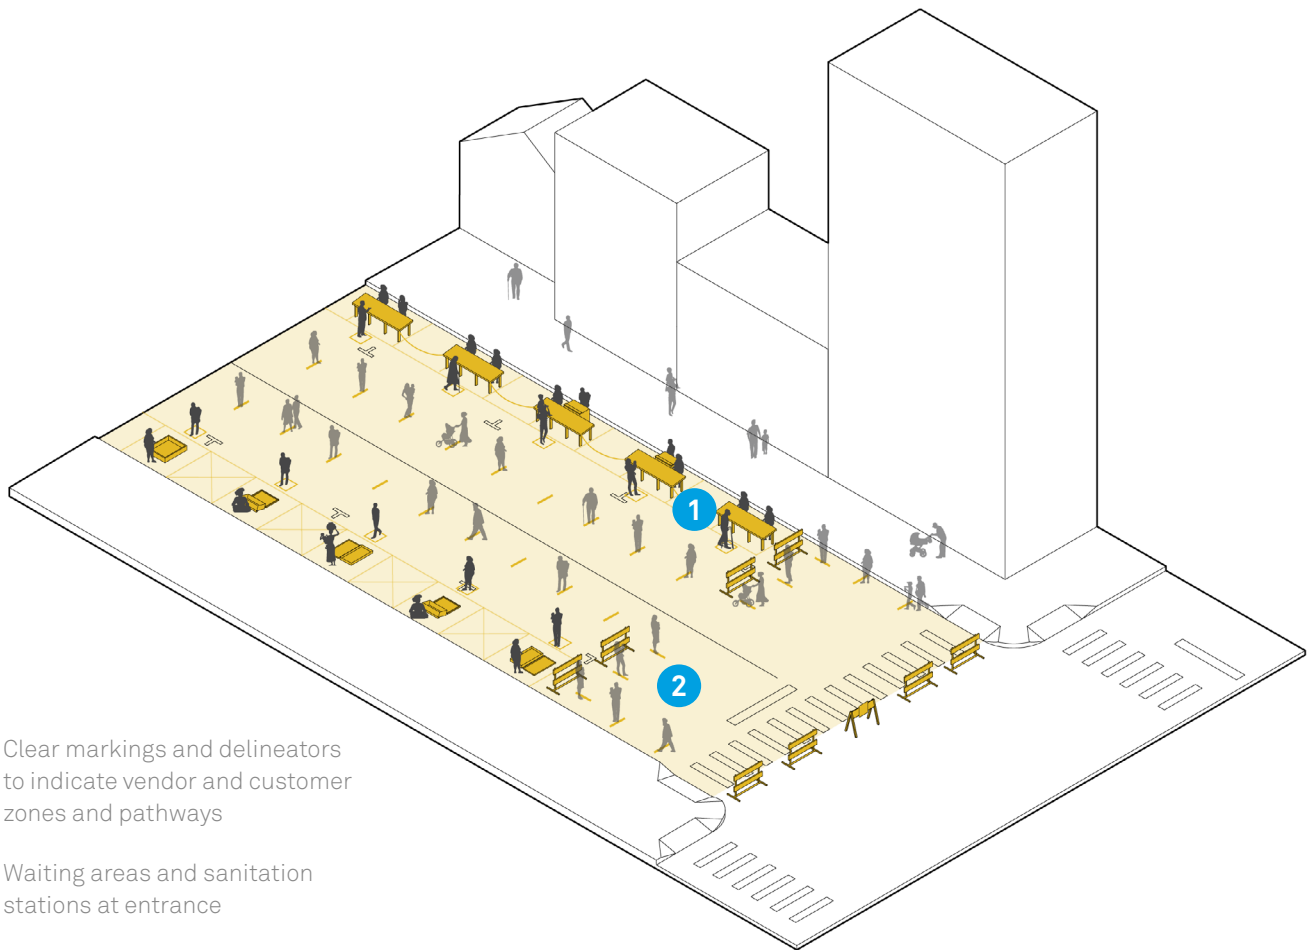 1
2
Clear markings and delineators
to indicate vendor and customer
zones and pathways
Waiting areas and sanitation
stations at entrance